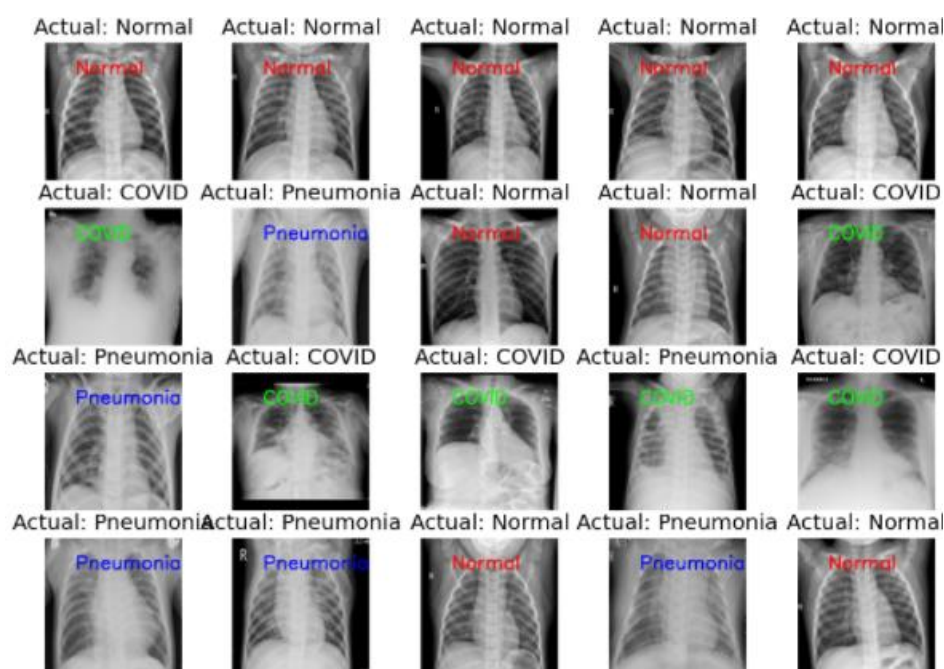 Actual: Normal Actual: Normal Actual: Normal Actual: Normal Actual: Normal
Normal Normal Normal Normal Normal
Actual: COVID Actual: Pneumonia Actual: Normal Actual: Normal Actual: COVID
COVID Pneumonia Normal Normal COVID
Actual: Pneumonia Actual: COVID Actual: COVID Actual: Pneumonia Actual: COVID
Pneumonia COVID COVID COVID COVID
Actual: Pneumonia Actual: Pneumonia Actual: Normal Actual: Pneumonia Actual: Normal
R
Pneumonia Pneumonia Normal Pneumonia Normal